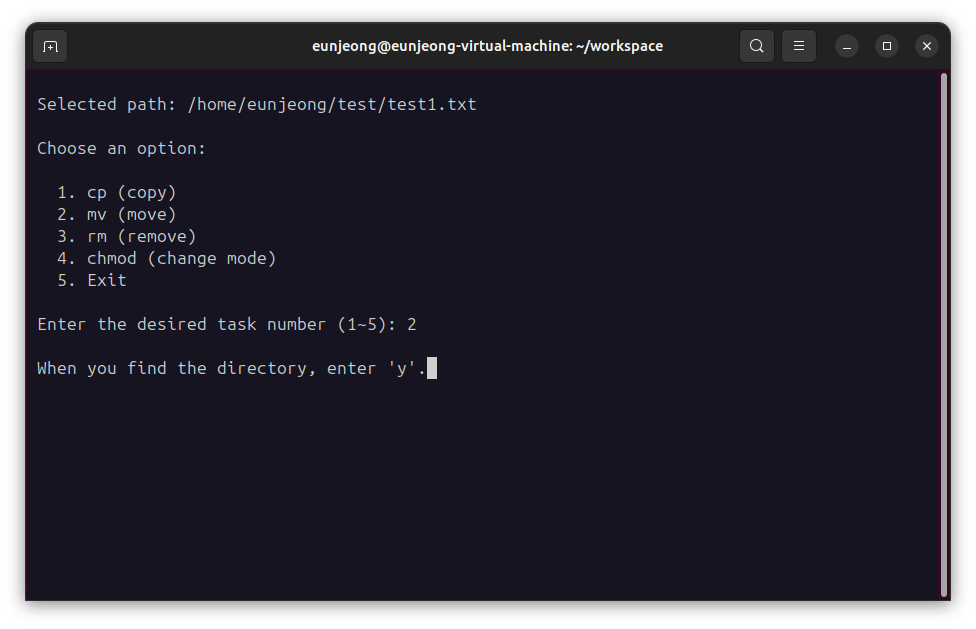 eunjeong@eunjeong-virtual-machine: ~/workspace
Selected path: /home/eunjeong/test/test1.txt
Choose an option:
1. cp (copy)
2. mv (move)
3. rm (remove)
4. chmod (change mode)
5. Exit
Enter the desired task number (1~5): 2
When you find the directory, enter 'y'.